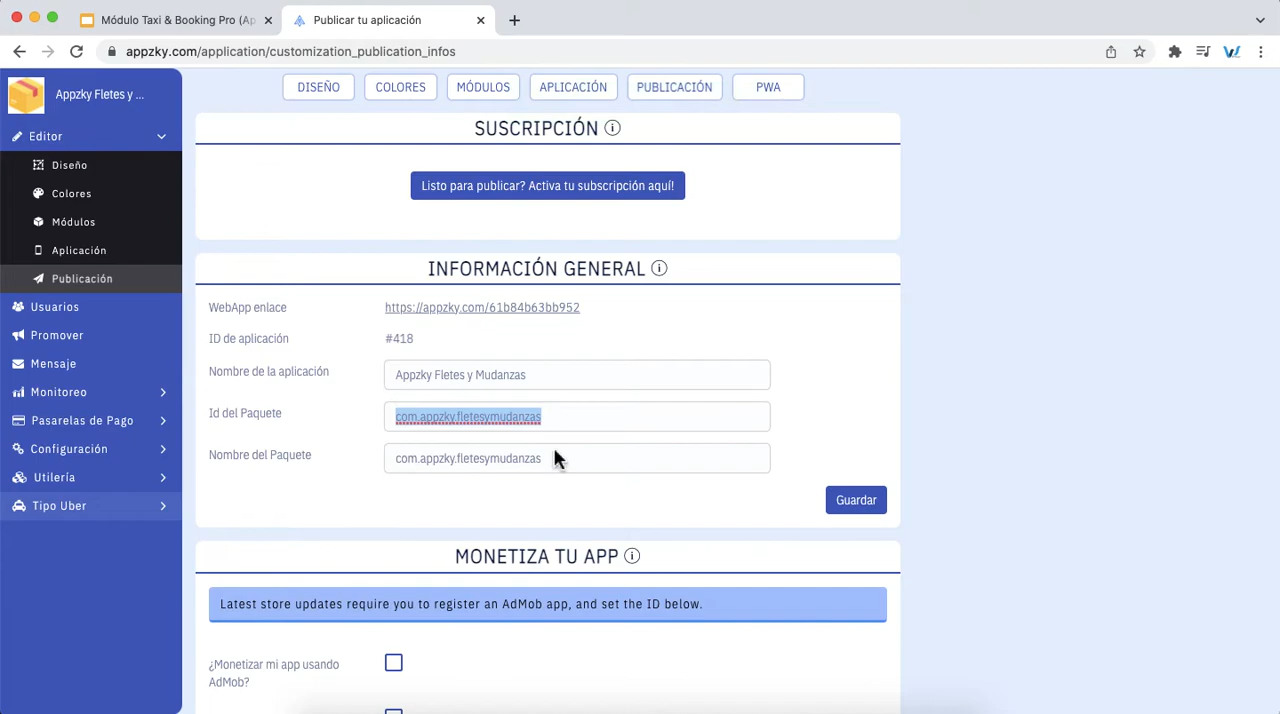 Módulo Taxi & Booking Pro (Ap
Publicar tu aplicación
appzky.com/application/customization_publication_infos
Appzky Fletes y ...
DISEÑO COLORES MÓDULOS APLICACIÓN PUBLICACIÓN PWA
Editor
Diseño
Colores
Módulos
Aplicación
Publicación
Usuarios
Promover
Mensaje
Monitoreo
Pasarelas de Pago
Configuración
Utilería
Tipo Uber
SUSCRIPCIÓN
Listo para publicar? Activa tu subscripción aquí!
INFORMACIÓN GENERAL
WebApp enlace https://appzky.com/61b84b63bb952
ID de aplicación #418
Nombre de la aplicación Appzky Fletes y Mudanzas
Id del Paquete com.appzky.fletesymudanzas
Nombre del Paquete com.appzky.fletesymudanzas
Guardar
MONETIZA TU APP
Latest store updates require you to register an AdMob app, and set the ID below.
¿Monetizar mi app usando
AdMob?